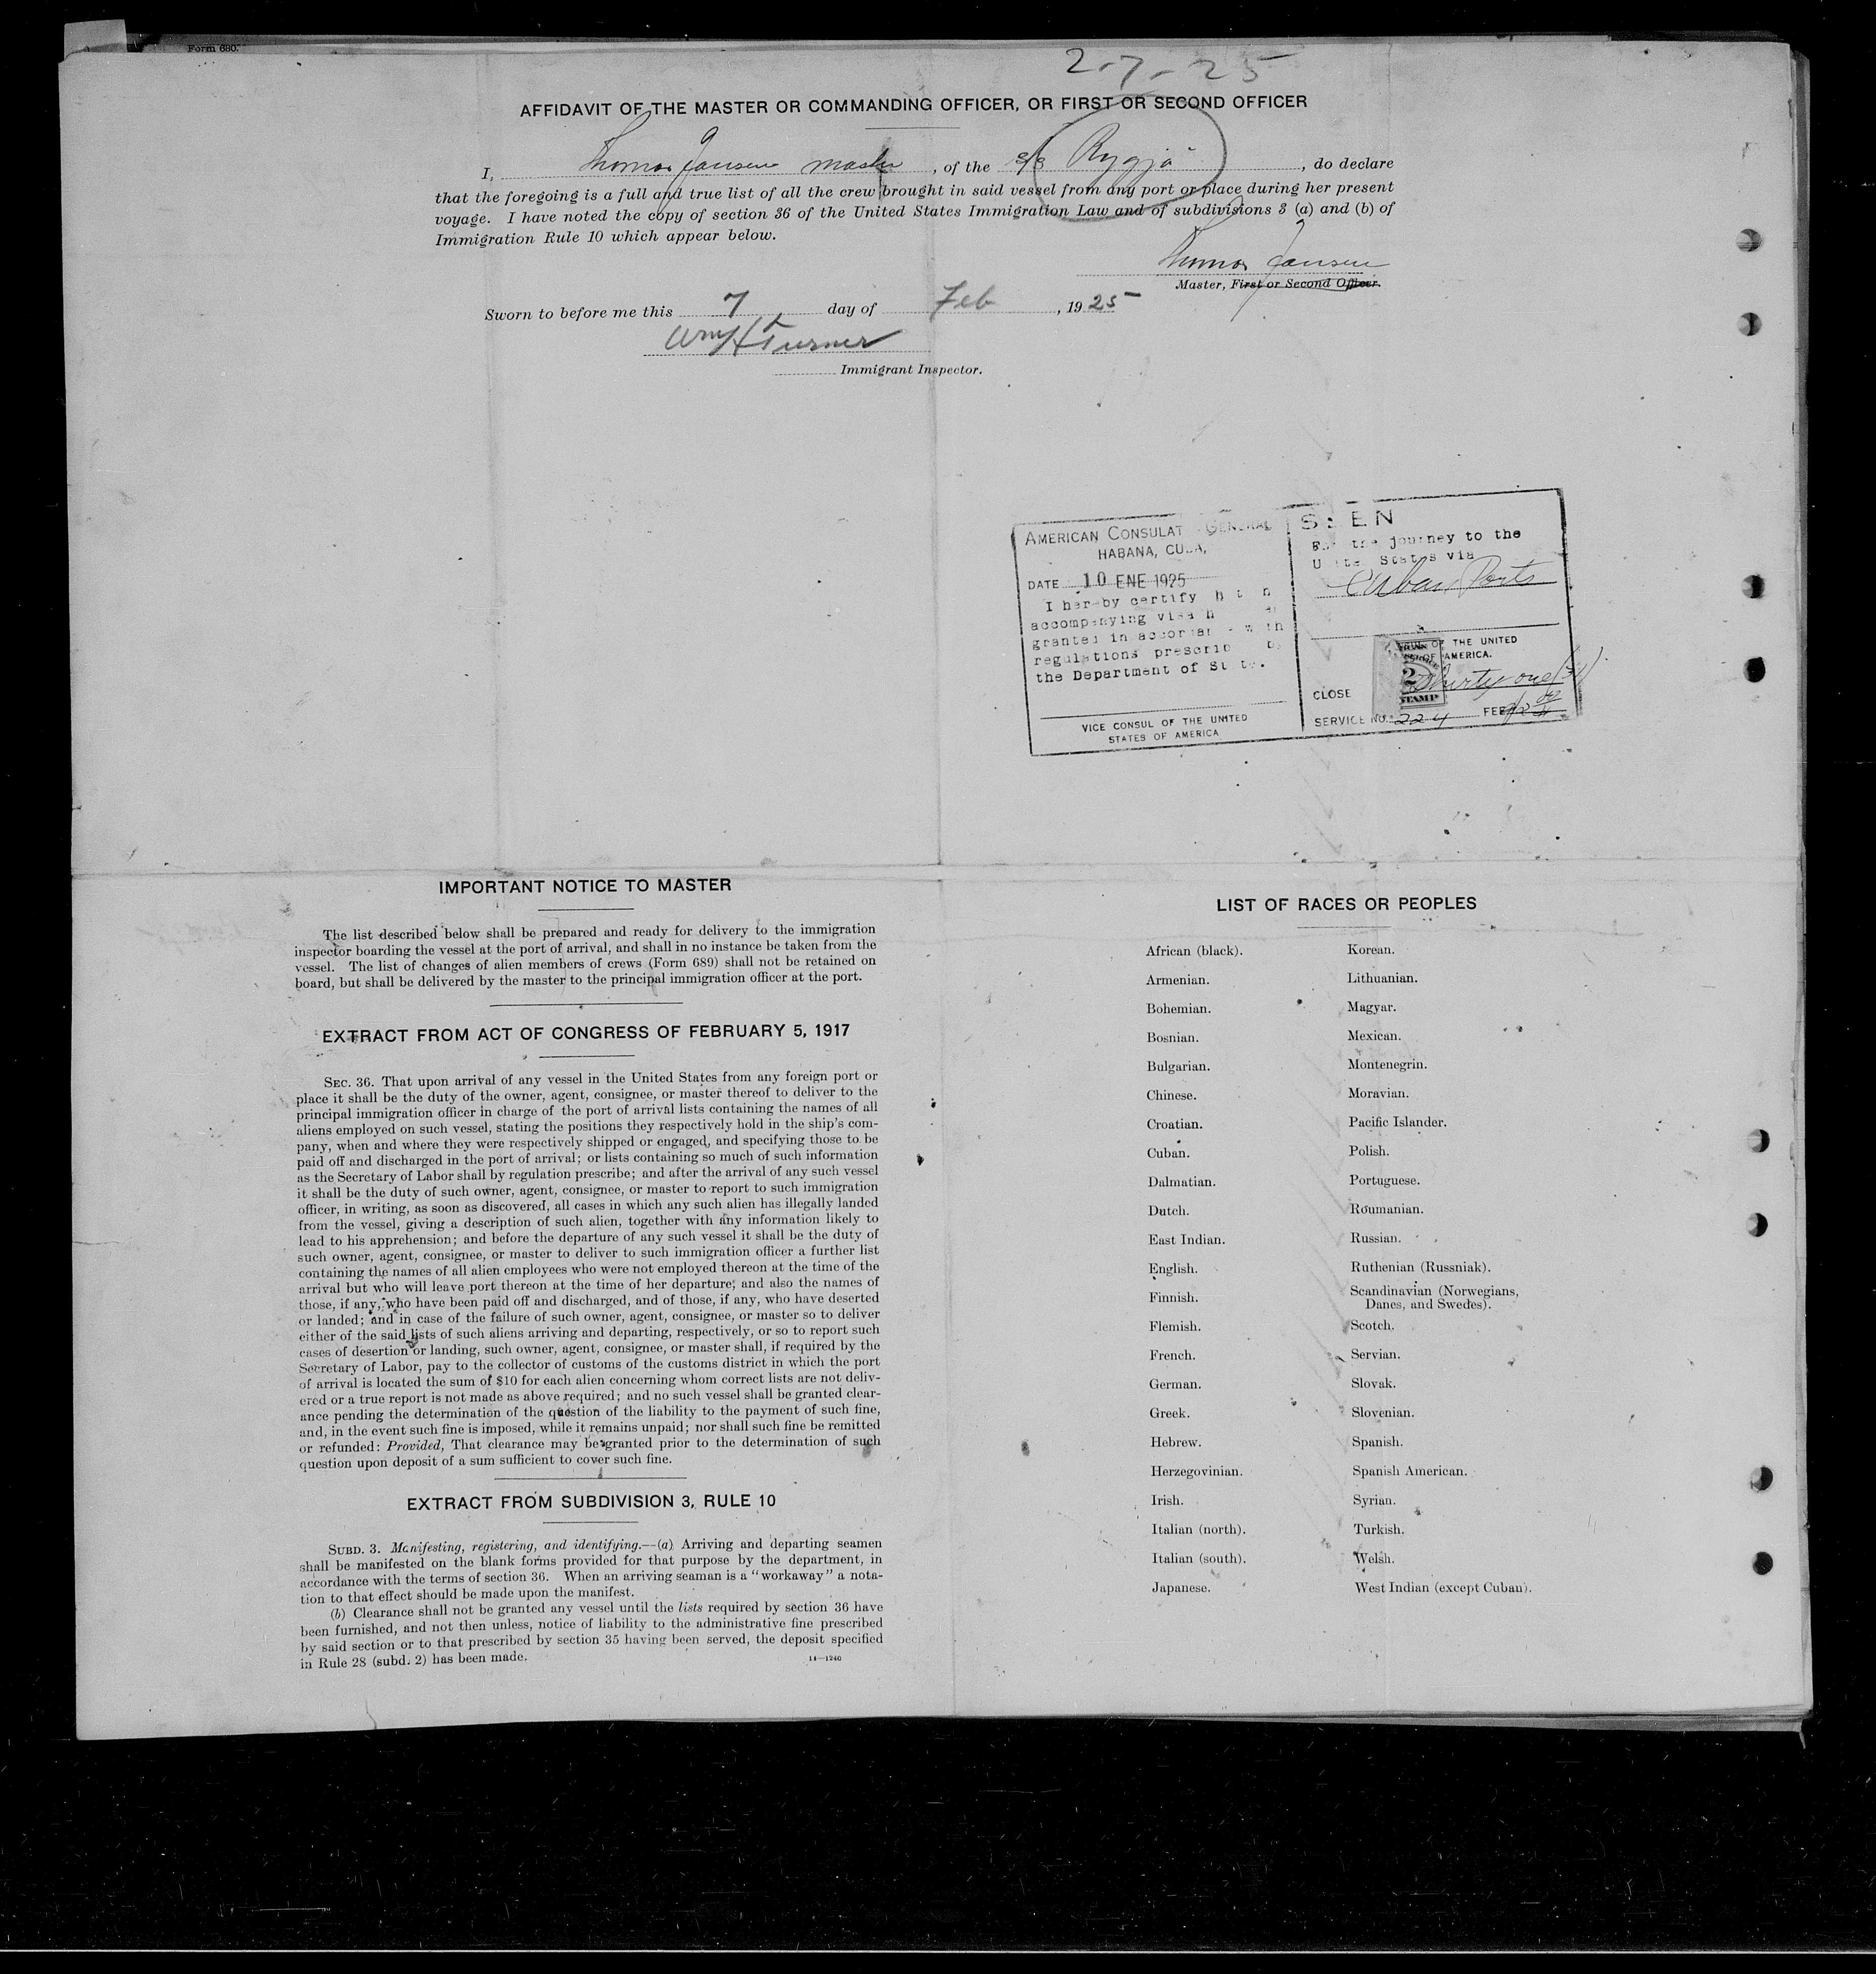 Form 680.
2-7-25
AFFIDAVIT OF THE MASTER OR COMMANDING OFFICER, OR FIRST OR SECOND OFFICER
I, Thomas Jansen master, of the s/s Rygja, do declare
that the foregoing is a full and true list of all the crew brought in said vessel from any port or place during her present
voyage. I have noted the copy of section 36 of the United States Immigration Law and of subdivisions 3 (a) and (b) of
Immigration Rule 10 which appear below.
Thomas Jansen
Master, First or Second Officer.
Sworn to before me this 7 day of Feb, 1925
Wm H Turner
Immigrant Inspector.
AMERICAN CONSULAT GENERAL
HABANA, CUBA,
DATE 10 ENE 1925
I hereby certify
accompanying visa
granted in accordan
regulations prescrib
the Department of State.
VICE CONSUL OF THE UNITED
STATES OF AMERICA
SEEN
For the journey to the
United States via
Cuban Ports
OF THE UNITED
OF AMERICA.
2
STAMP
Thirty one (31)
CLOSE
SERVICE NO. 224 FEE
IMPORTANT NOTICE TO MASTER
The list described below shall be prepared and ready for delivery to the immigration
inspector boarding the vessel at the port of arrival, and shall in no instance be taken from the
vessel. The list of changes of alien members of crews (Form 689) shall not be retained on
board, but shall be delivered by the master to the principal immigration officer at the port.
EXTRACT FROM ACT OF CONGRESS OF FEBRUARY 5, 1917
SEC. 36. That upon arrival of any vessel in the United States from any foreign port or
place it shall be the duty of the owner, agent, consignee, or master thereof to deliver to the
principal immigration officer in charge of the port of arrival lists containing the names of all
aliens employed on such vessel, stating the positions they respectively hold in the ship's com-
pany, when and where they were respectively shipped or engaged, and specifying those to be
paid off and discharged in the port of arrival; or lists containing so much of such information
as the Secretary of Labor shall by regulation prescribe; and after the arrival of any such vessel
it shall be the duty of such owner, agent, consignee, or master to report to such immigration
officer, in writing, as soon as discovered, all cases in which any such alien has illegally landed
from the vessel, giving a description of such alien, together with any information likely to
lead to his apprehension; and before the departure of any such vessel it shall be the duty of
such owner, agent, consignee, or master to deliver to such immigration officer a further list
containing the names of all alien employees who were not employed thereon at the time of the
arrival but who will leave port thereon at the time of her departure; and also the names of
those, if any, who have been paid off and discharged, and of those, if any, who have deserted
or landed; and in case of the failure of such owner, agent, consignee, or master so to deliver
either of the said lists of such aliens arriving and departing, respectively, or so to report such
cases of desertion or landing, such owner, agent, consignee, or master shall, if required by the
Secretary of Labor, pay to the collector of customs of the customs district in which the port
of arrival is located the sum of $10 for each alien concerning whom correct lists are not deliv-
ered or a true report is not made as above required; and no such vessel shall be granted clear-
ance pending the determination of the question of the liability to the payment of such fine,
and, in the event such fine is imposed, while it remains unpaid; nor shall such fine be remitted
or refunded: Provided, That clearance may be granted prior to the determination of such
question upon deposit of a sum sufficient to cover such fine.
EXTRACT FROM SUBDIVISION 3, RULE 10
SUBD. 3. Manifesting, registering, and identifying.—(a) Arriving and departing seamen
shall be manifested on the blank forms provided for that purpose by the department, in
accordance with the terms of section 36. When an arriving seaman is a "workaway" a nota-
tion to that effect should be made upon the manifest.
(b) Clearance shall not be granted any vessel until the lists required by section 36 have
been furnished, and not then unless, notice of liability to the administrative fine prescribed
by said section or to that prescribed by section 35 having been served, the deposit specified
in Rule 28 (subd. 2) has been made.
14—1240
LIST OF RACES OR PEOPLES
African (black).
Armenian.
Bohemian.
Bosnian.
Bulgarian.
Chinese.
Croatian.
Cuban.
Dalmatian.
Dutch.
East Indian.
English.
Finnish.
Flemish.
French.
German.
Greek.
Hebrew.
Herzegovinian.
Irish.
Italian (north).
Italian (south).
Japanese.
Korean.
Lithuanian.
Magyar.
Mexican.
Montenegrin.
Moravian.
Pacific Islander.
Polish.
Portuguese.
Roumanian.
Russian.
Ruthenian (Russniak).
Scandinavian (Norwegians,
Danes, and Swedes).
Scotch.
Servian.
Slovak.
Slovenian.
Spanish.
Spanish American.
Syrian.
Turkish.
Welsh.
West Indian (except Cuban).